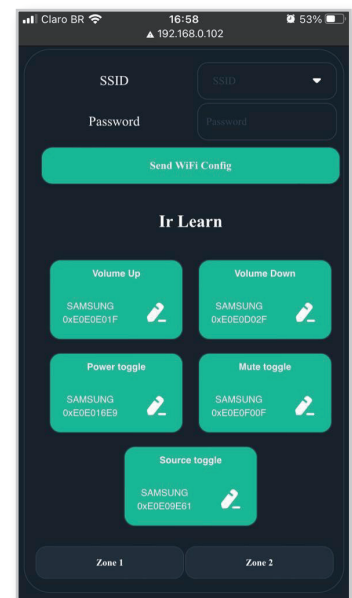 Claro BR 16:58 53%
192.168.0.102
SSID SSID
Password Password
Send WiFi Config
Ir Learn
Volume Up Volume Down
SAMSUNG SAMSUNG
0xE0E0E01F 0xE0E0D02F
Power toggle Mute toggle
SAMSUNG SAMSUNG
0xE0E016E9 0xE0E0F00F
Source toggle
SAMSUNG
0xE0E09E61
Zone 1 Zone 2